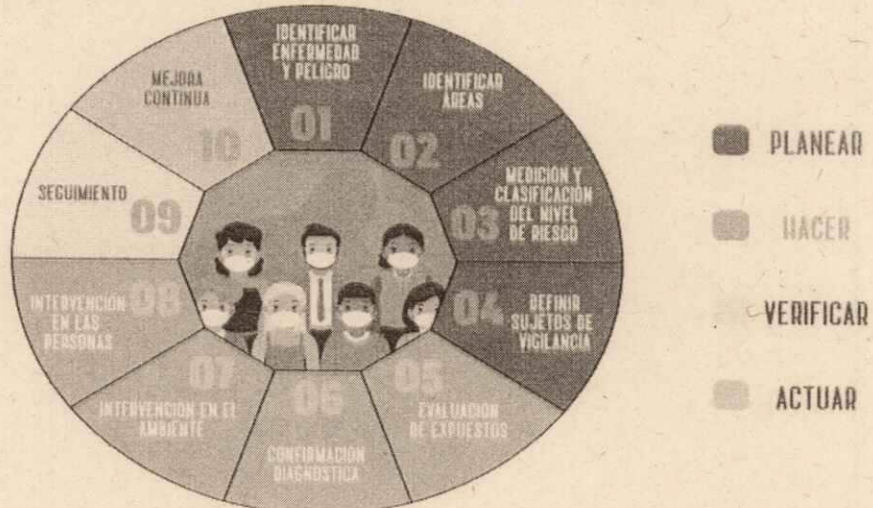 IDENTIFICAR
ENFERMEDAD
Y PELIGRO
01
IDENTIFICAR
ÁREAS
02
MEDICIÓN Y
CLASIFICACIÓN
DEL NIVEL
DE RIESGO
03
DEFINIR
SUJETOS DE
VIGILANCIA
04
05
EVALUACIÓN
DE EXPUESTOS
06
CONFIRMACIÓN
DIAGNÓSTICA
07
INTERVENCIÓN EN EL
AMBIENTE
08
INTERVENCIÓN
EN LAS
PERSONAS
SEGUIMIENTO
09
MEJORA
CONTINUA
10
PLANEAR
HACER
VERIFICAR
ACTUAR